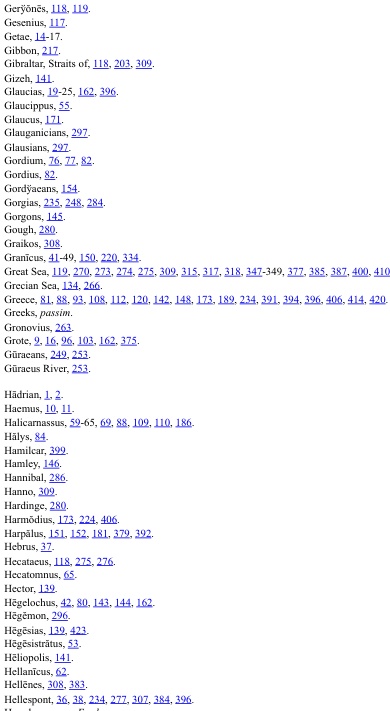 Gerȳŏnēs, 118, 119.
Gesenius, 117.
Getae, 14-17.
Gibbon, 217.
Gibraltar, Straits of, 118, 203, 309.
Gizeh, 141.
Glaucias, 19-25, 162, 396.
Glaucippus, 55.
Glaucus, 171.
Glauganicians, 297.
Glausians, 297.
Gordium, 76, 77, 82.
Gordius, 82.
Gordȳaeans, 154.
Gorgias, 235, 248, 284.
Gorgons, 145.
Gough, 280.
Graikos, 308.
Granīcus, 41-49, 150, 220, 334.
Great Sea, 119, 270, 273, 274, 275, 309, 315, 317, 318, 347-349, 377, 385, 387, 400, 410
Grecian Sea, 134, 266.
Greece, 81, 88, 93, 108, 112, 120, 142, 148, 173, 189, 234, 391, 394, 396, 406, 414, 420.
Greeks, passim.
Gronovius, 263.
Grote, 9, 16, 96, 103, 162, 375.
Gūraeans, 249, 253.
Gūraeus River, 253.
Hādrian, 1, 2.
Haemus, 10, 11.
Halicarnassus, 59-65, 69, 88, 109, 110, 186.
Hălys, 84.
Hamilcar, 399.
Hamley, 146.
Hannibal, 286.
Hanno, 309.
Hardinge, 280.
Harmŏdius, 173, 224, 406.
Harpălus, 151, 152, 181, 379, 392.
Hebrus, 37.
Hecataeus, 118, 275, 276.
Hecatomnus, 65.
Hector, 139.
Hēgelochus, 42, 80, 143, 144, 162.
Hēgēmon, 296.
Hēgēsias, 139, 423.
Hēgēsistrātus, 53.
Hēliopolis, 141.
Hellanīcus, 62.
Hellēnes, 308, 383.
Hellespont, 36, 38, 234, 277, 307, 384, 396.